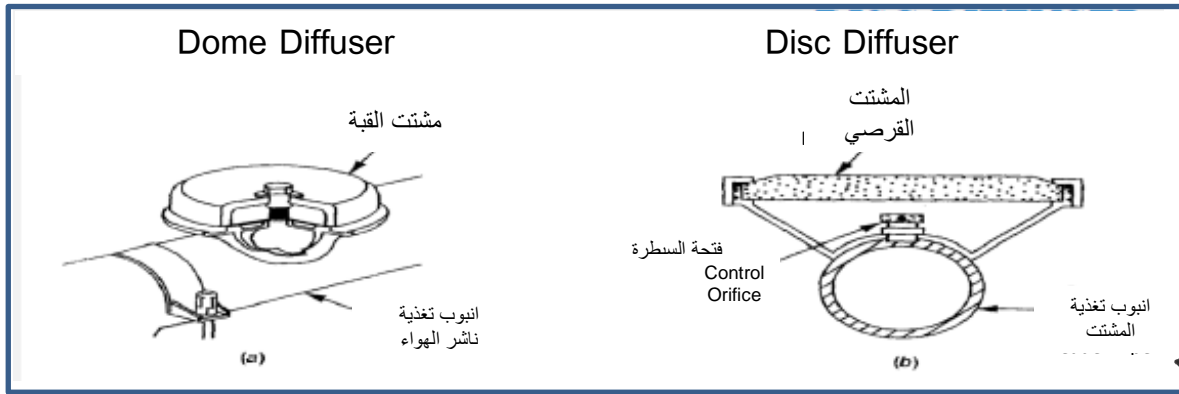 Dome Diffuser
مشتت القبة
انبوب تغذية
ناشر الهواء
(a)
Disc Diffuser
المشتت
القرصي
فتحة السطرة
Control
Orifice
انبوب تغذية
المشتت
(b)